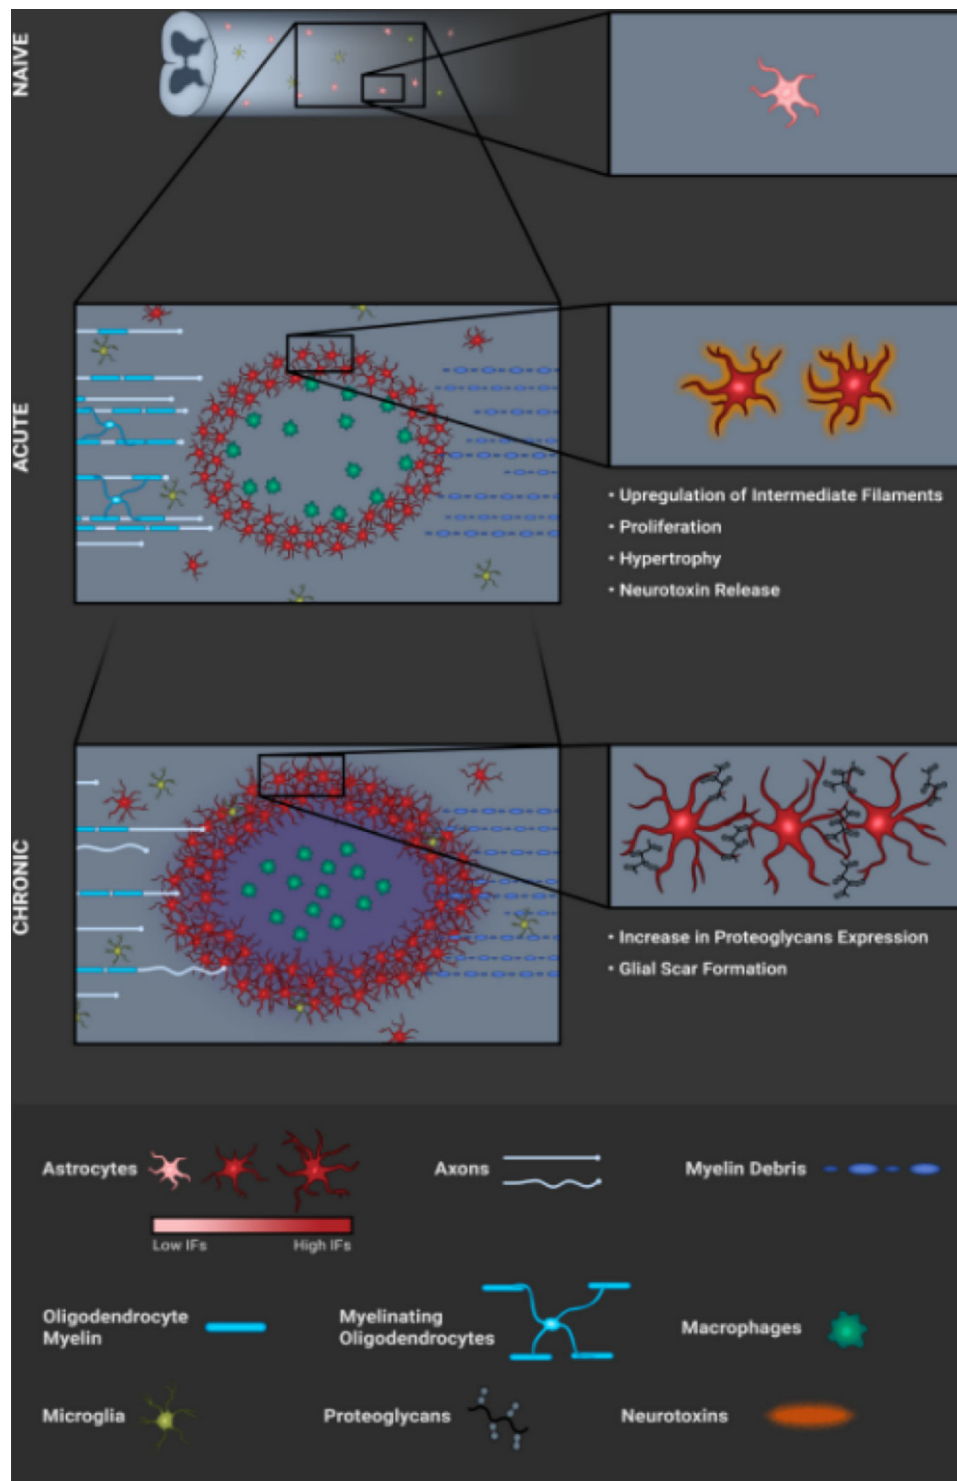 NAIVE
ACUTE
• Upregulation of Intermediate Filaments
• Proliferation
• Hypertrophy
• Neurotoxin Release
CHRONIC
• Increase in Proteoglycans Expression
• Glial Scar Formation
Astrocytes
Low IFs
High IFs
Axons
Myelin Debris
Oligodendrocyte
Myelin
Myelinating
Oligodendrocytes
Macrophages
Microglia
Proteoglycans
Neurotoxins